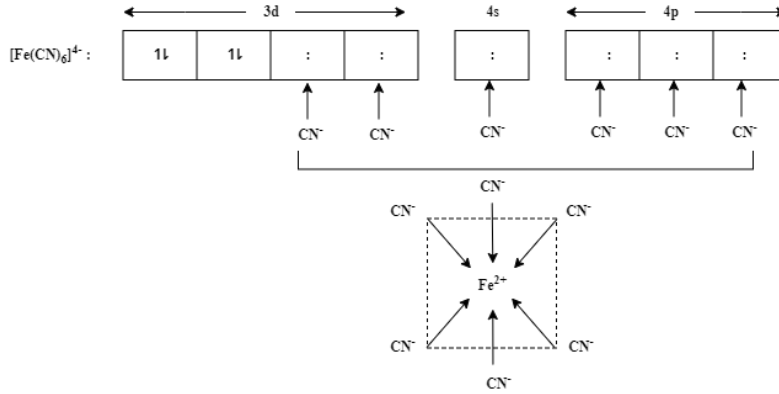 3d 4s 4p
[Fe(CN)₆]⁴⁻ : 1⇂ 1⇂ : : : : : :
CN⁻ CN⁻ CN⁻ CN⁻ CN⁻ CN⁻
CN⁻
CN⁻ CN⁻
Fe²⁺
CN⁻ CN⁻
CN⁻